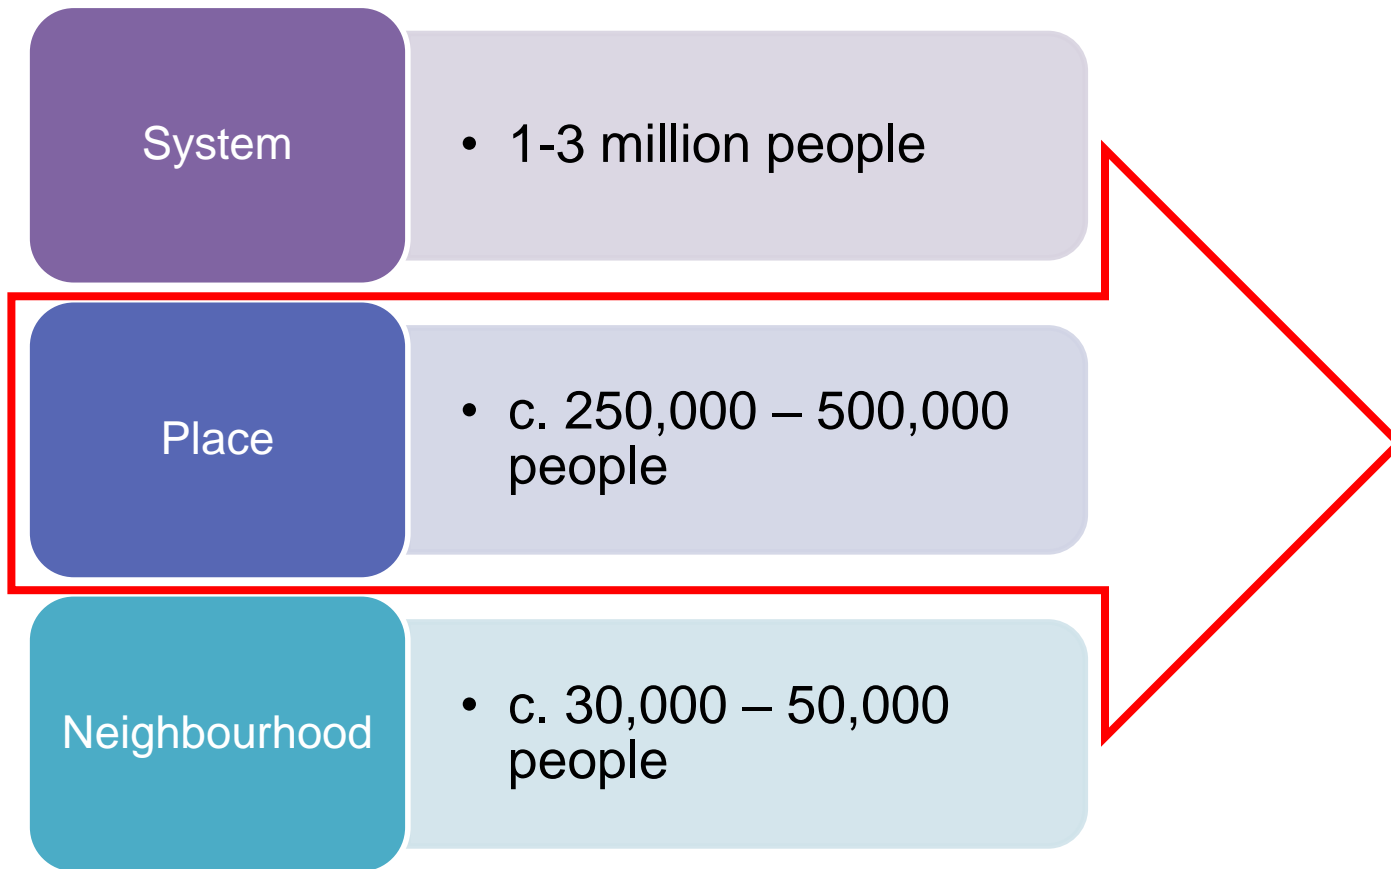 System
• 1-3 million people
Place
• c. 250,000 – 500,000
people
Neighbourhood
• c. 30,000 – 50,000
people